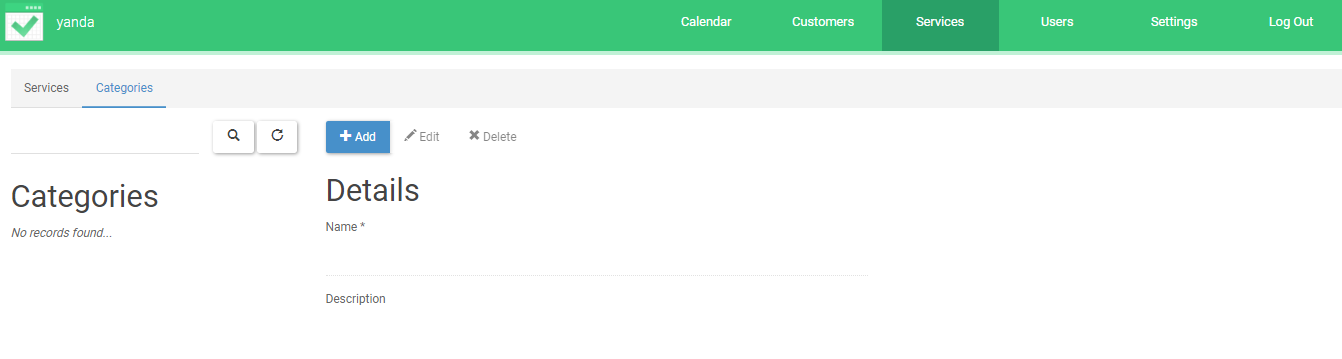 yanda Calendar Customers Services Users Settings Log Out
Services Categories
Add Edit Delete
Categories
No records found...
Details
Name *
Description